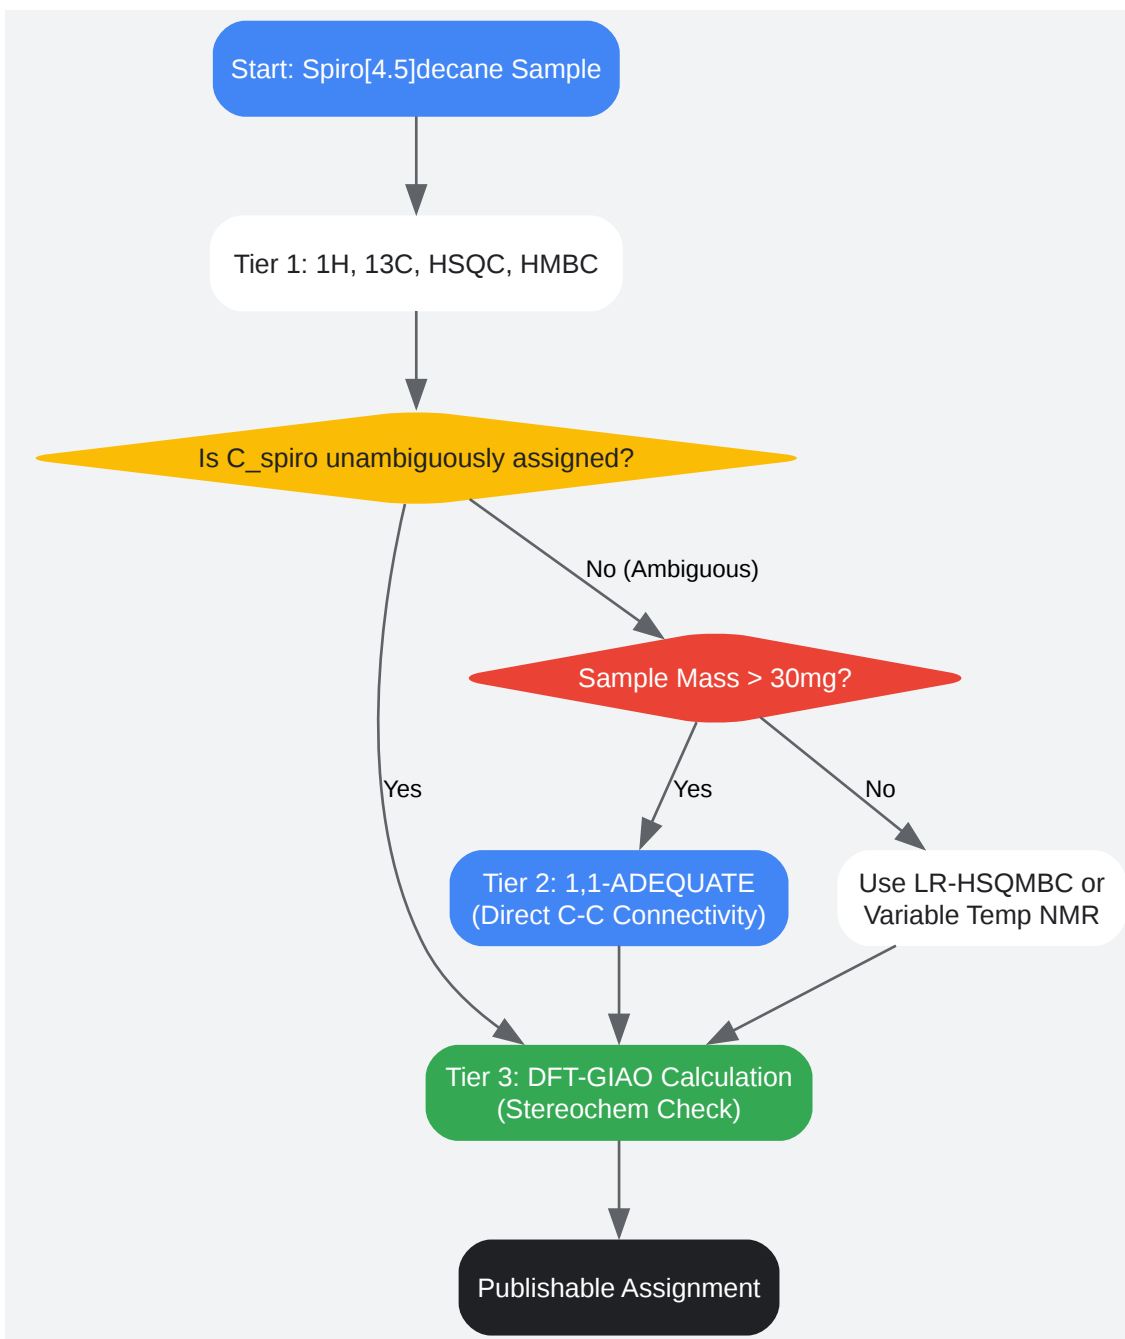 Start: Spiro[4.5]decane Sample
Tier 1: 1H, 13C, HSQC, HMBC
Is C_spiro unambiguously assigned?
No (Ambiguous)
Sample Mass > 30mg?
Yes
Yes
No
Tier 2: 1,1-ADEQUATE
(Direct C-C Connectivity)
Use LR-HSQMBC or
Variable Temp NMR
Tier 3: DFT-GIAO Calculation
(Stereochem Check)
Publishable Assignment